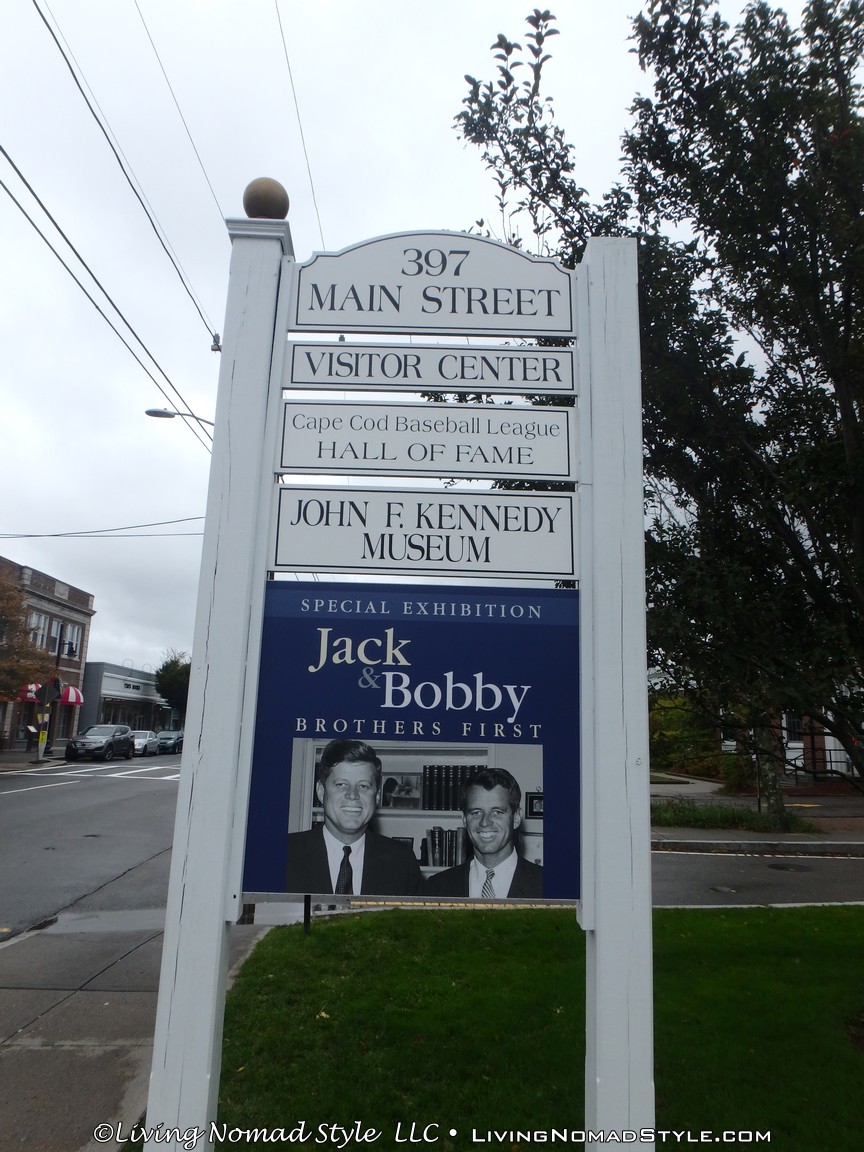 397
MAIN STREET
VISITOR CENTER
Cape Cod Baseball League
HALL OF FAME
JOHN F. KENNEDY
MUSEUM
SPECIAL EXHIBITION
Jack
& Bobby
BROTHERS FIRST
©Living Nomad Style LLC • LivingNomadStyle.com